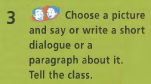 3 Choose a picture
and say or write a short
dialogue or a
paragraph about it.
Tell the class.